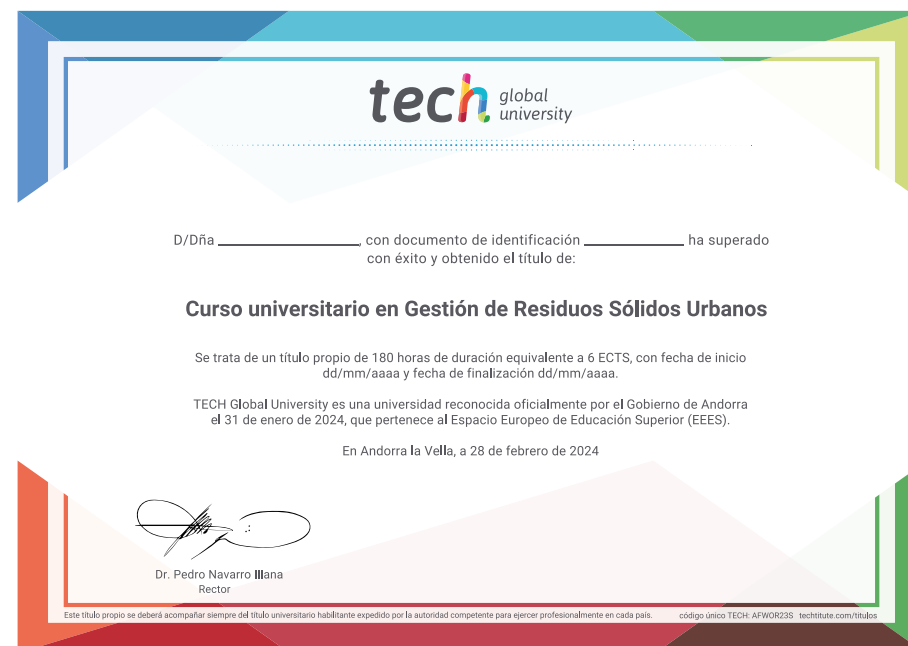 tech global university
D/Dña ____________________, con documento de identificación ______________ ha superado
con éxito y obtenido el título de:
Curso universitario en Gestión de Residuos Sólidos Urbanos
Se trata de un título propio de 180 horas de duración equivalente a 6 ECTS, con fecha de inicio
dd/mm/aaaa y fecha de finalización dd/mm/aaaa.
TECH Global University es una universidad reconocida oficialmente por el Gobierno de Andorra
el 31 de enero de 2024, que pertenece al Espacio Europeo de Educación Superior (EEES).
En Andorra la Vella, a 28 de febrero de 2024
Dr. Pedro Navarro Illana
Rector
Este título propio se deberá acompañar siempre del título universitario habilitante expedido por la autoridad competente para ejercer profesionalmente en cada país. código único TECH: AFWOR23S techtitute.com/titulos